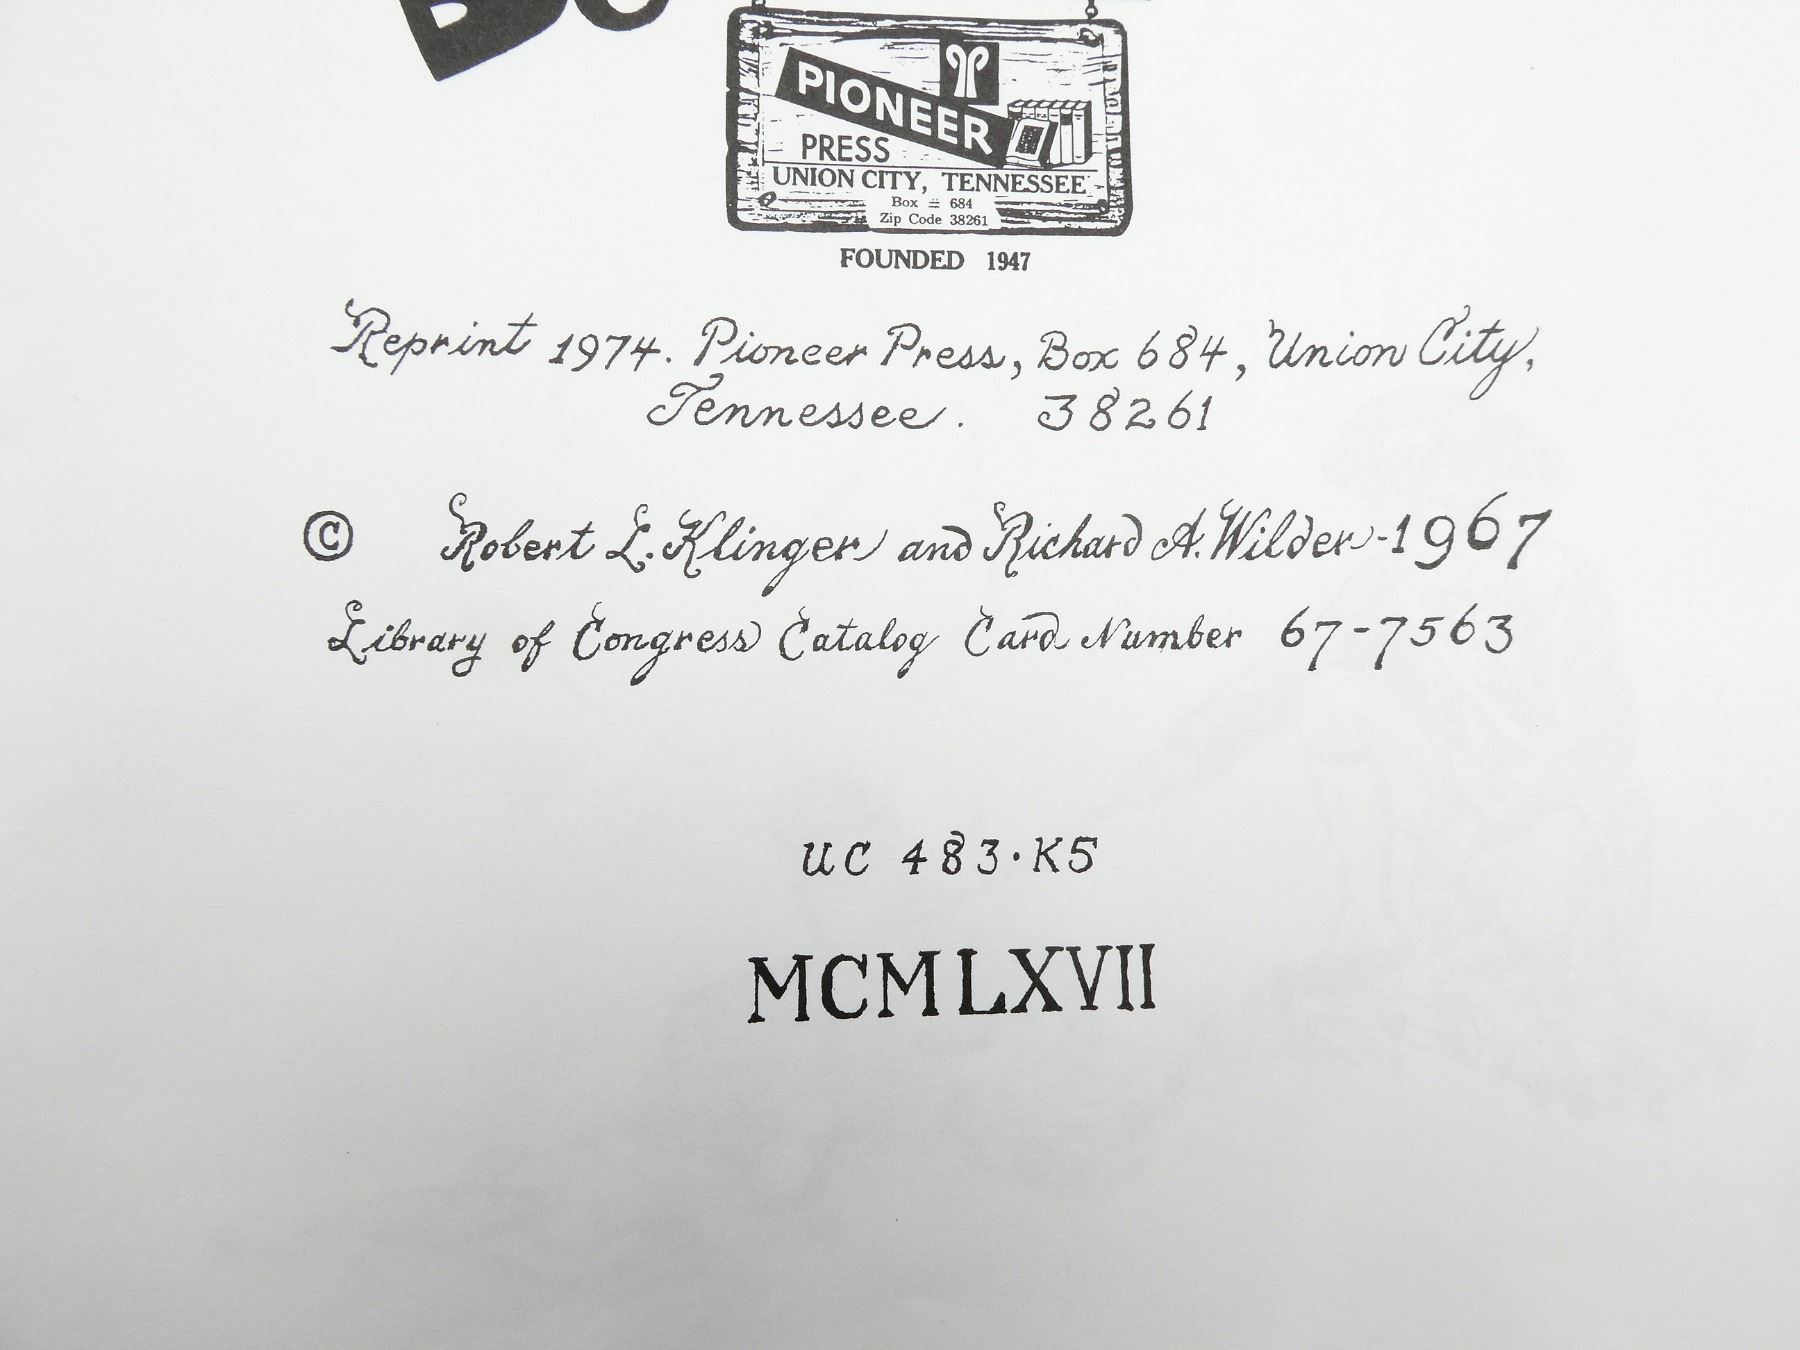 PIONEER
PRESS
UNION CITY, TENNESSEE
Box # 684
Zip Code 38261
FOUNDED 1947
Reprint 1974. Pioneer Press, Box 684, Union City,
Tennessee. 38261
© Robert L. Klinger and Richard A. Wilder-1967
Library of Congress Catalog Card Number 67-7563
UC 483·K5
MCMLXVII